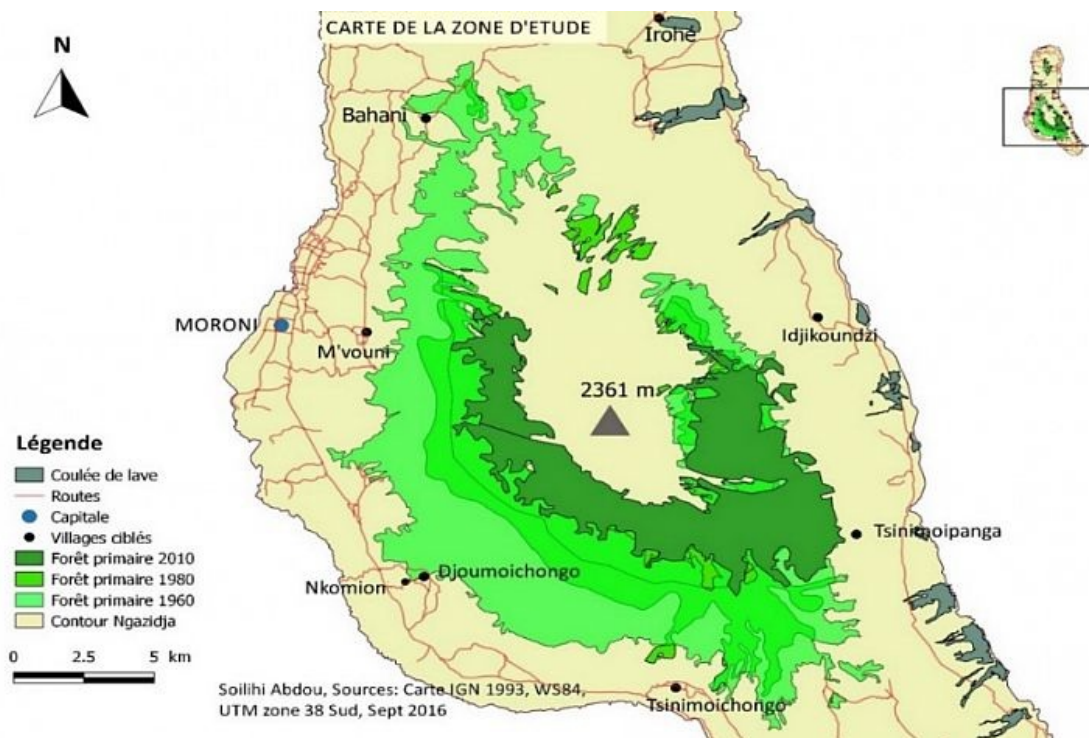 CARTE DE LA ZONE D'ETUDE
N
Irohé
Bahani
MORONI
M'vouni
Idjikoundzi
2361 m
Légende
Coulée de lave
Routes
Capitale
Villages ciblés
Forêt primaire 2010
Forêt primaire 1980
Forêt primaire 1960
Contour Ngazidja
Tsinimoipanga
Djoumoichongo
Nkomion
Tsinimoichongo
0 2.5 5 km
Soilihi Abdou, Sources: Carte IGN 1993, WS84,
UTM zone 38 Sud, Sept 2016